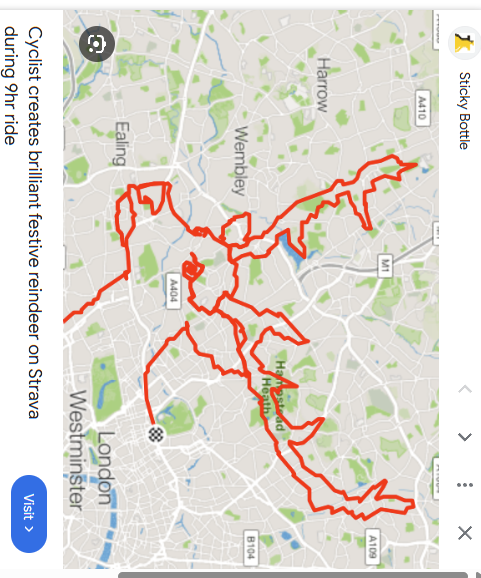 Sticky Bottle
A410
Harrow
Wembley
Ealing
M1
A404
Hampstead
Heath
London
Westminster
A109
B104
Cyclist creates brilliant festive reindeer on Strava
during 9hr ride
Visit >